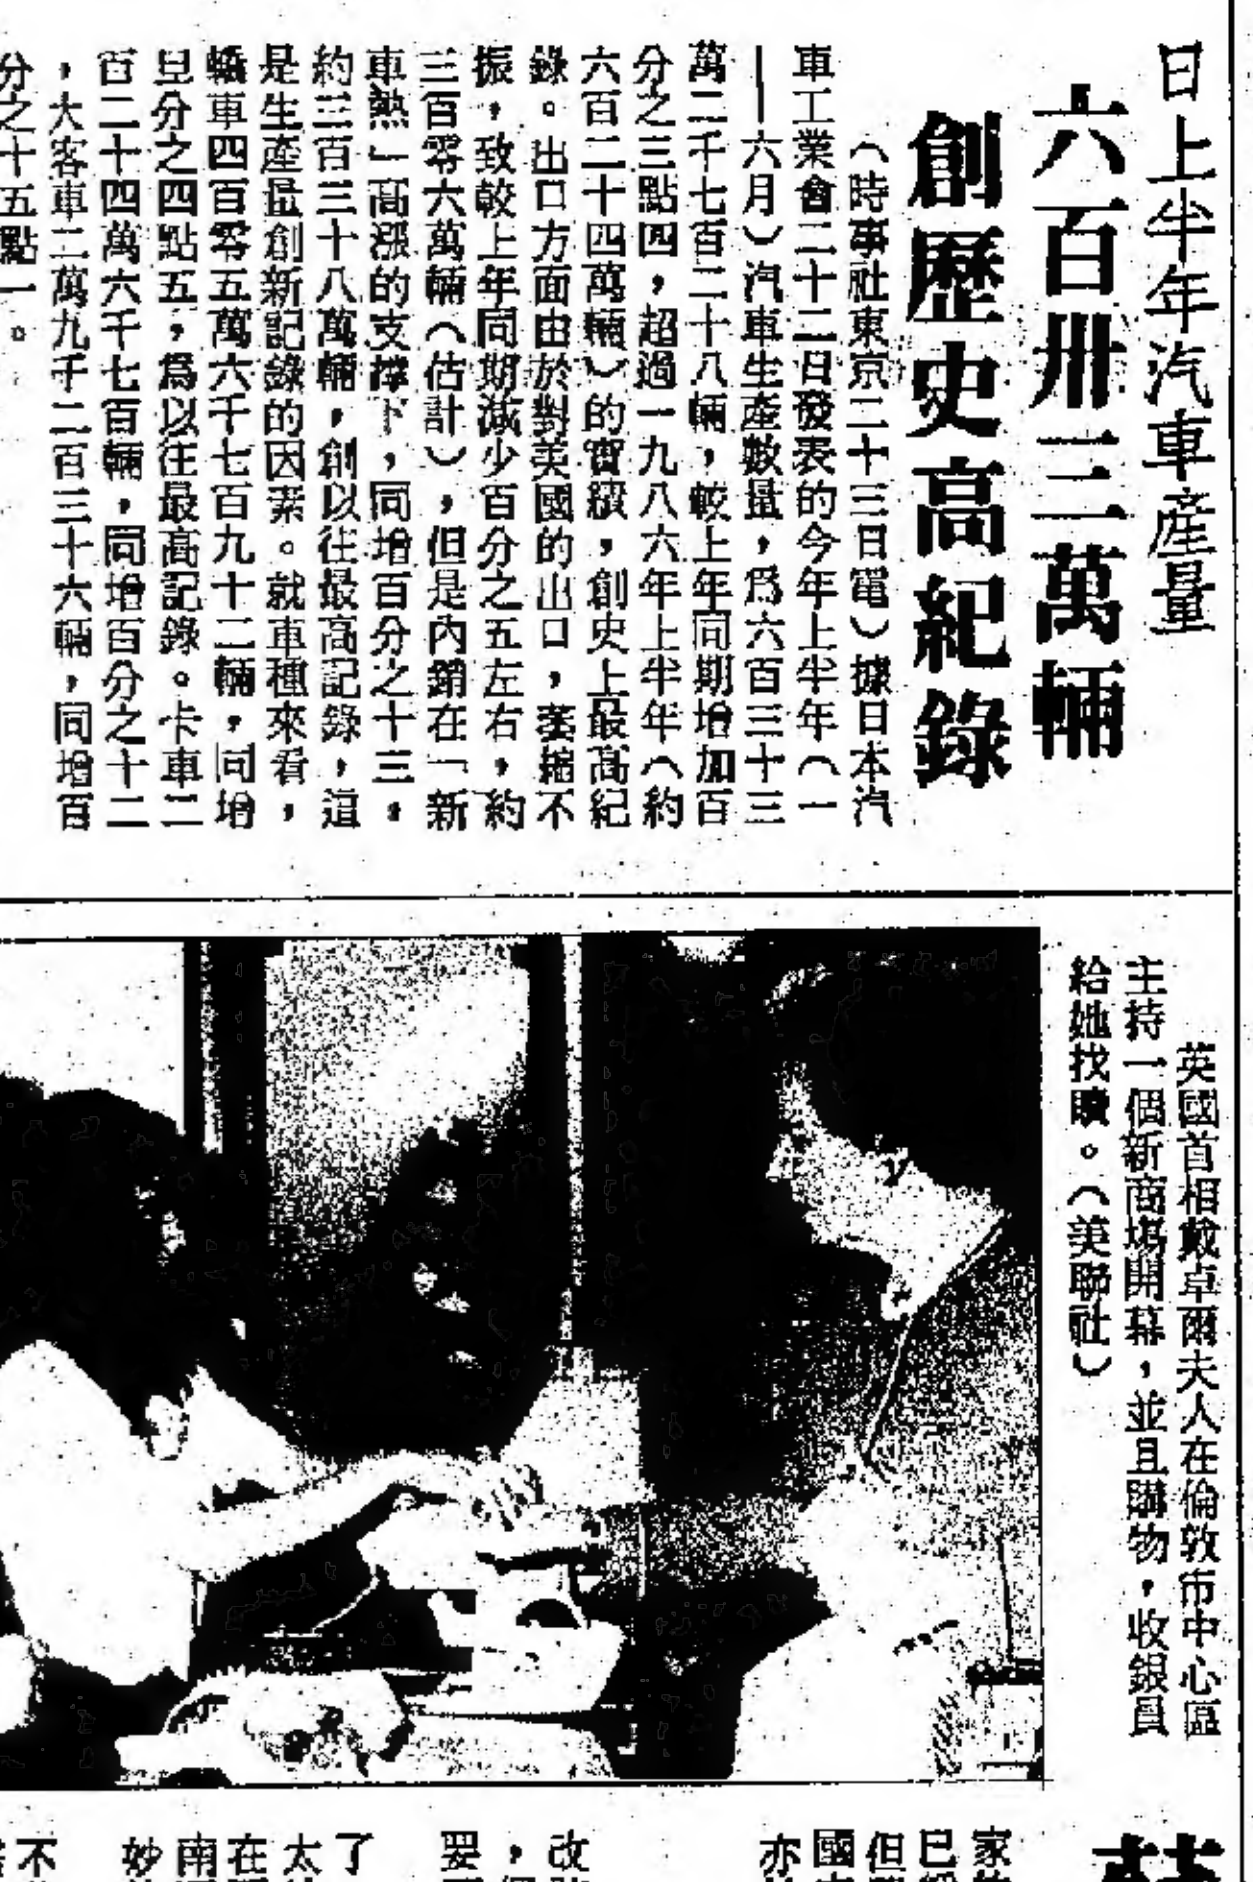 日上半年汽車產量
六百卅三萬輛
創歷史高紀錄
（時事社東京二十三日電）據日本汽
車工業會二十二日發表的今年上半年（一
——六月）汽車生產數量，爲六百三十三
萬二千七百二十八輛，較上年同期增加百
分之三點四，超過一九八六年上半年（約
六百二十四萬輛）的實績，創史上最高紀
錄。出口方面由於對美國的出口，萎縮不
振，致較上年同期減少百分之五左右，約
三百零六萬輛（估計），但是內銷在「新
車熱」高漲的支撐下，同增百分之十三，
約三百三十八萬輛，創以往最高記錄，這
是生產量創新記錄的因素。就車種來看，
轎車四百零五萬六千七百九十二輛，同增
百分之四點五，爲以往最高記錄。卡車二
百二十四萬六千七百輛，同增百分之十二
，大客車二萬九千二百三十六輛，同增百
分之十五點一。
英國首相戴卓爾夫人在倫敦市中心區
主持一個新商場開幕，並且購物，收銀員
給她找贖。（美聯社）
家
已
但
國
亦
改
，
要
了
太
在
南
妙
不